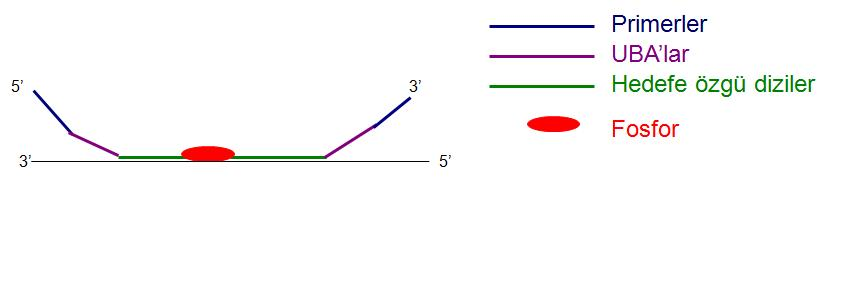 Primerler
UBA’lar
Hedefe özgü diziler
Fosfor
5’
3’
3’
5’